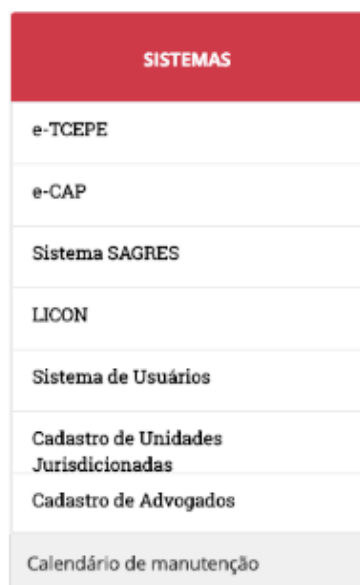 SISTEMAS
e-TCEPE
e-CAP
Sistema SAGRES
LICON
Sistema de Usuários
Cadastro de Unidades
Jurisdicionadas
Cadastro de Advogados
Calendário de manutenção